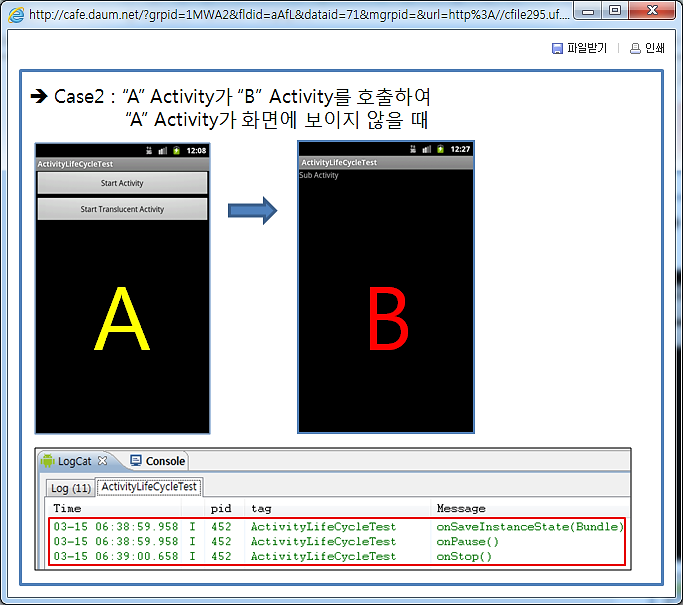 http://cafe.daum.net/?grpid=1MWA2&fldid=aAfL&dataid=71&mgrpid=&url=http%3A//cfile295.uf....
파일받기 | 인쇄
➔ Case2 : “A” Activity가 “B” Activity를 호출하여
“A” Activity가 화면에 보이지 않을 때
12:08
ActivityLifeCycleTest
Start Activity
Start Translucent Activity
A
12:27
ActivityLifeCycleTest
Sub Activity
B
LogCat Console
Log (11) ActivityLifeCycleTest
Time pid tag Message
03-15 06:38:59.958 I 452 ActivityLifeCycleTest onSaveInstanceState(Bundle)
03-15 06:38:59.958 I 452 ActivityLifeCycleTest onPause()
03-15 06:39:00.658 I 452 ActivityLifeCycleTest onStop()